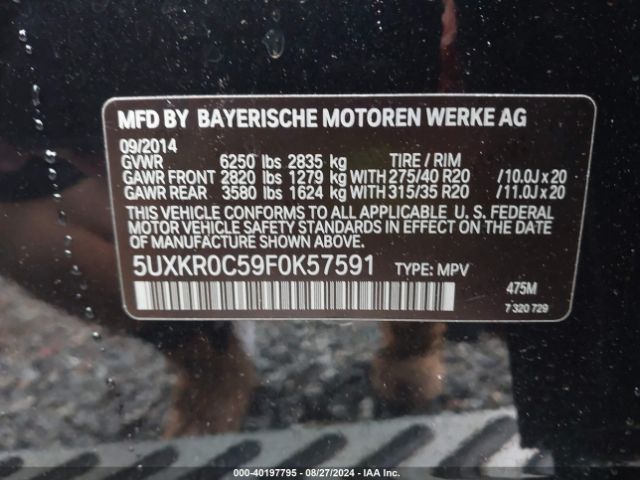 MFD BY BAYERISCHE MOTOREN WERKE AG
09/2014
GVWR 6250 lbs 2835 kg TIRE / RIM
GAWR FRONT 2820 lbs 1279 kg WITH 275/40 R20 /10.0J x 20
GAWR REAR 3580 lbs 1624 kg WITH 315/35 R20 /11.0J x 20
THIS VEHICLE CONFORMS TO ALL APPLICABLE U. S. FEDERAL
MOTOR VEHICLE SAFETY STANDARDS IN EFFECT ON THE DATE
OF MANUFACTURE SHOWN ABOVE.
5UXKR0C59F0K57591 TYPE: MPV
475M
7 320 729
000-40197795 - 08/27/2024 - IAA Inc.